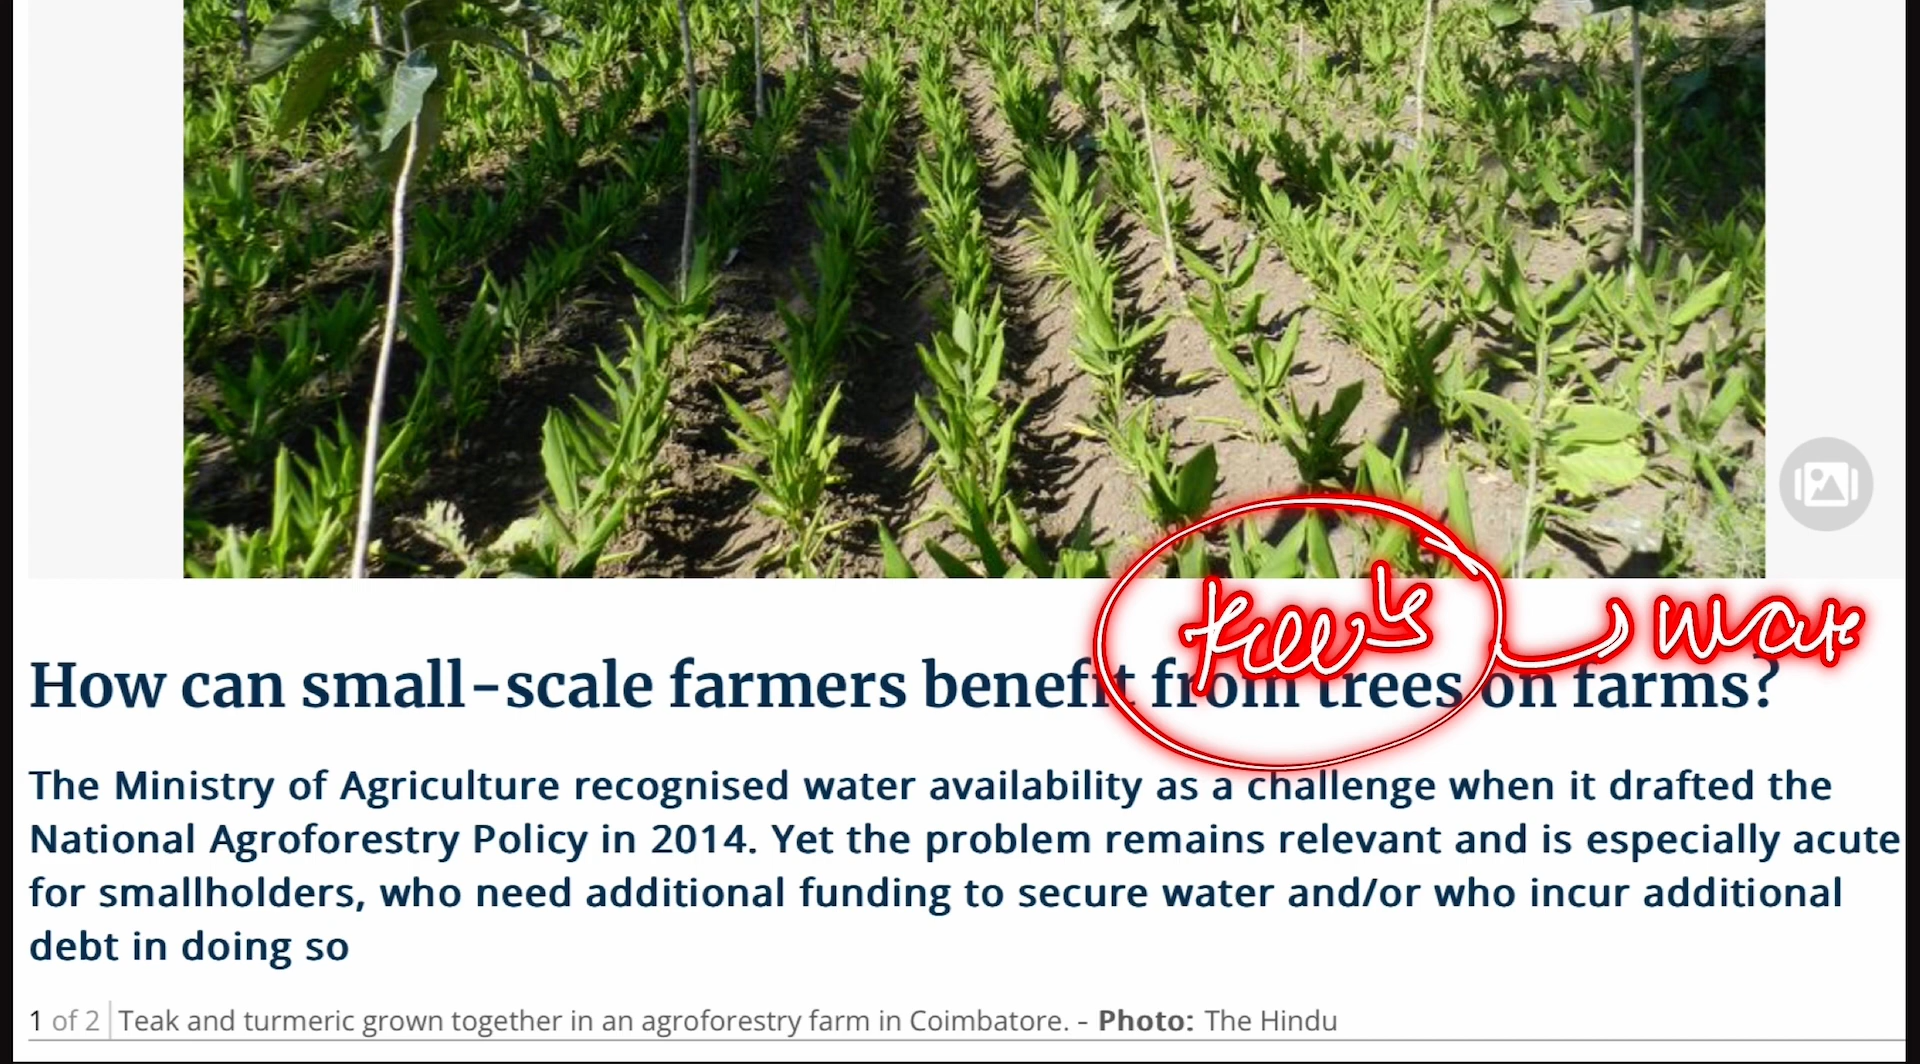 How can small-scale farmers benefit from trees on farms?
The Ministry of Agriculture recognised water availability as a challenge when it drafted the
National Agroforestry Policy in 2014. Yet the problem remains relevant and is especially acute
for smallholders, who need additional funding to secure water and/or who incur additional
debt in doing so
1 of 2 Teak and turmeric grown together in an agroforestry farm in Coimbatore. - Photo: The Hindu